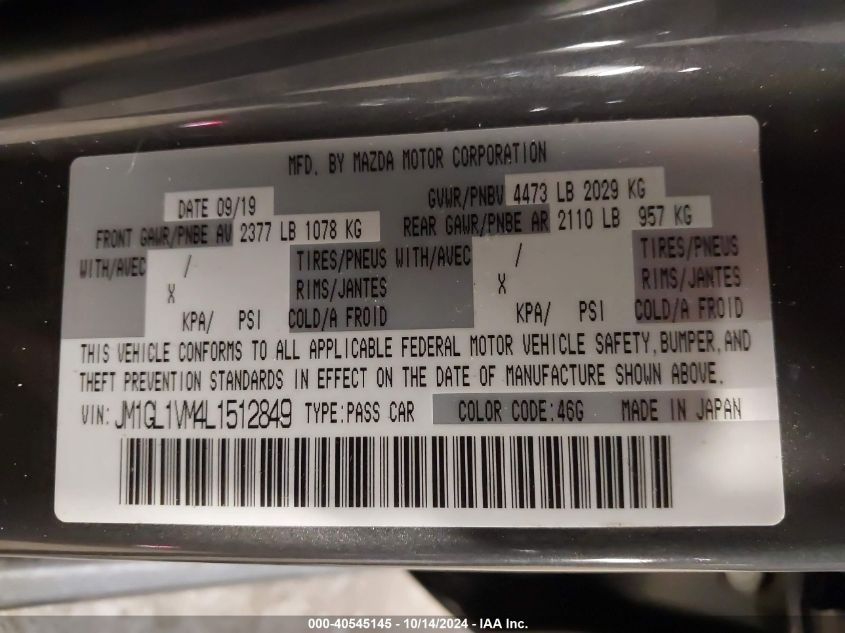 MFD. BY MAZDA MOTOR CORPORATION
DATE 09/19 GVWR/PNBV 4473 LB 2029 KG
FRONT GAWR/PNBE AV 2377 LB 1078 KG REAR GAWR/PNBE AR 2110 LB 957 KG
WITH/AVEC / TIRES/PNEUS WITH/AVEC / TIRES/PNEUS
X RIMS/JANTES X RIMS/JANTES
KPA/ PSI COLD/A FROID KPA/ PSI COLD/A FROID
THIS VEHICLE CONFORMS TO ALL APPLICABLE FEDERAL MOTOR VEHICLE SAFETY, BUMPER, AND
THEFT PREVENTION STANDARDS IN EFFECT ON THE DATE OF MANUFACTURE SHOWN ABOVE.
VIN: JM1GL1VM4L1512849 TYPE:PASS CAR COLOR CODE:46G MADE IN JAPAN
000-40545145 - 10/14/2024 - IAA Inc.